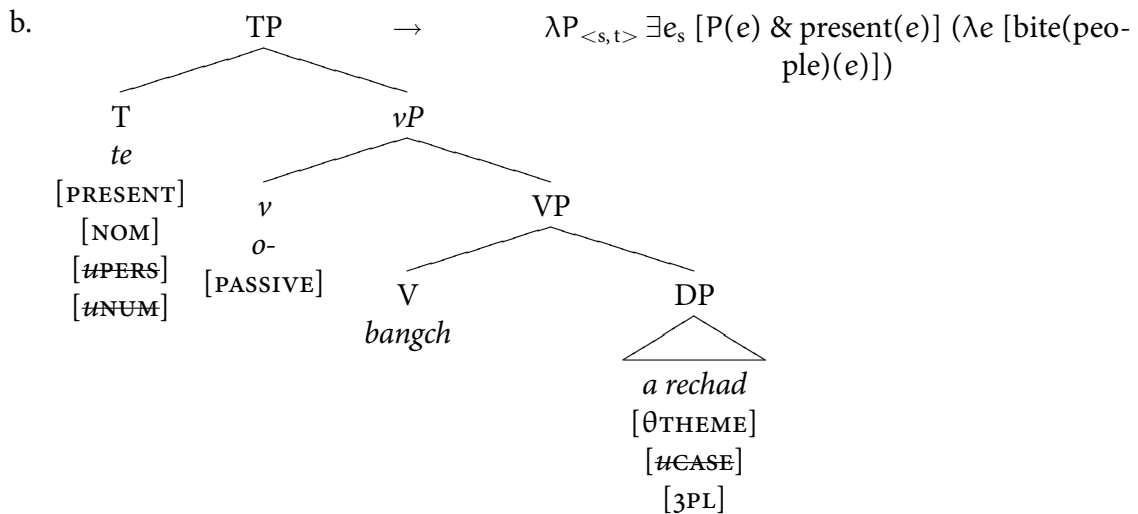 b. TP → λP<s,t> ∃eₛ [P(e) & present(e)] (λe [bite(peo-
ple)(e)])
T vP
te
[PRESENT] v VP
[NOM] o-
[uPERS] [PASSIVE] V DP
[uNUM]
bangch
a rechad
[θTHEME]
[uCASE]
[3PL]